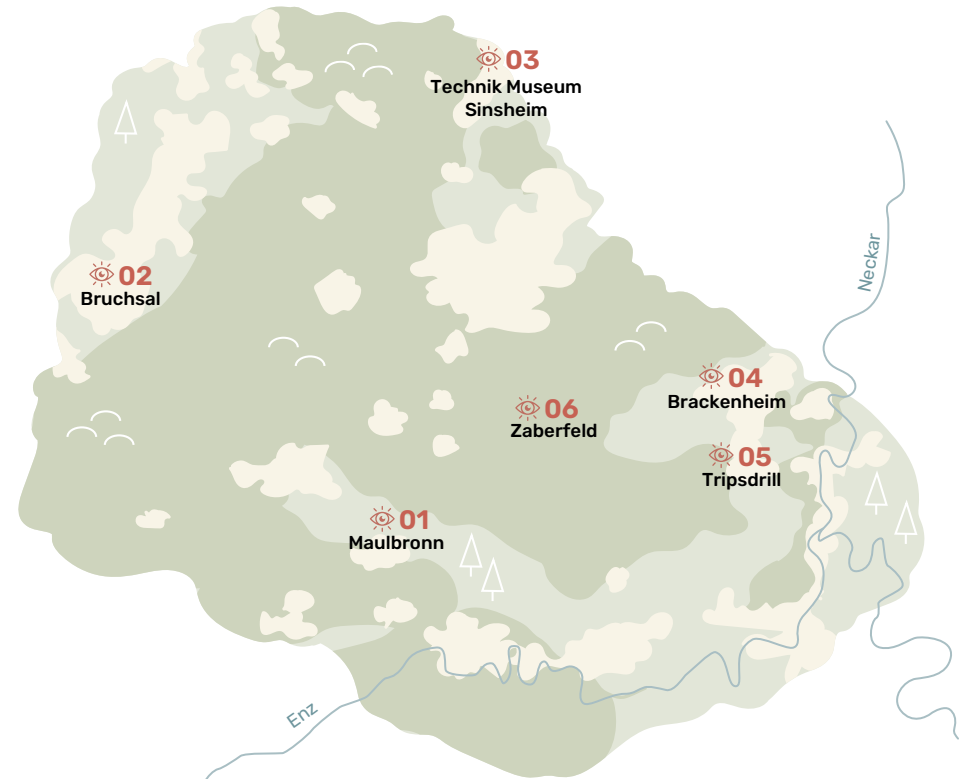 03
Technik Museum
Sinsheim
Neckar
02
Bruchsal
04
Brackenheim
06
Zaberfeld
05
Tripsdrill
01
Maulbronn
Enz